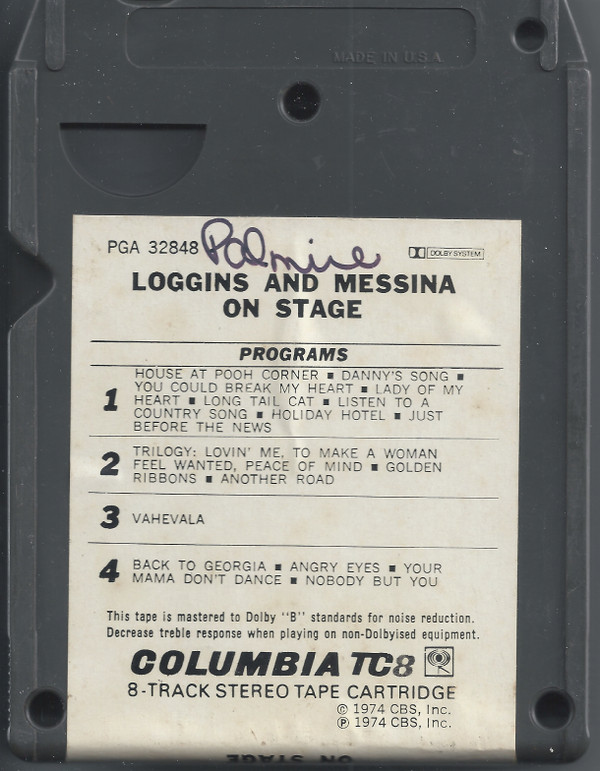 MADE IN U.S.A.
PGA 32848 Palmire
DOLBY SYSTEM
LOGGINS AND MESSINA
ON STAGE
PROGRAMS
1 HOUSE AT POOH CORNER ■ DANNY'S SONG ■
YOU COULD BREAK MY HEART ■ LADY OF MY
HEART ■ LONG TAIL CAT ■ LISTEN TO A
COUNTRY SONG ■ HOLIDAY HOTEL ■ JUST
BEFORE THE NEWS
2 TRILOGY: LOVIN' ME, TO MAKE A WOMAN
FEEL WANTED, PEACE OF MIND ■ GOLDEN
RIBBONS ■ ANOTHER ROAD
3 VAHEVALA
4 BACK TO GEORGIA ■ ANGRY EYES ■ YOUR
MAMA DON'T DANCE ■ NOBODY BUT YOU
This tape is mastered to Dolby "B" standards for noise reduction.
Decrease treble response when playing on non-Dolbyised equipment.
COLUMBIA TC8
8-TRACK STEREO TAPE CARTRIDGE
© 1974 CBS, Inc.
℗ 1974 CBS, Inc.
ON STAGE